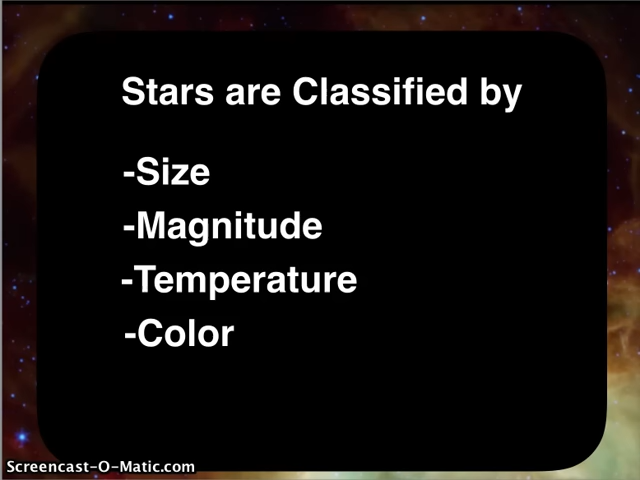 Stars are Classified by
-Size
-Magnitude
-Temperature
-Color
Screencast-O-Matic.com